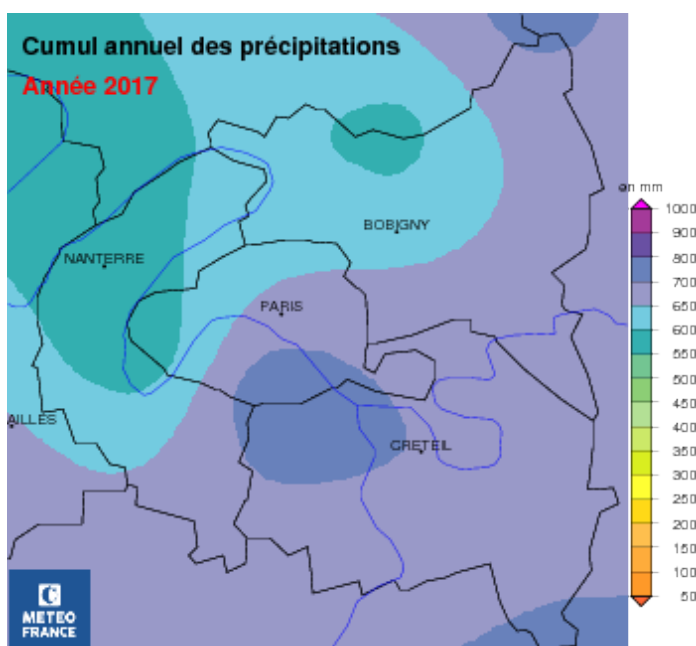 Cumul annuel des précipitations
Année 2017
en mm
1000
900
800
700
650
600
550
500
450
400
350
300
250
200
150
100
50
BOBIGNY
NANTERRE
PARIS
AILLES
CRETEIL
METEO
FRANCE